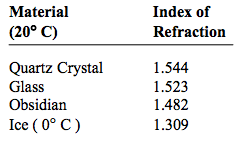 Material Index of
(20° C) Refraction
Quartz Crystal 1.544
Glass 1.523
Obsidian 1.482
Ice ( 0° C ) 1.309